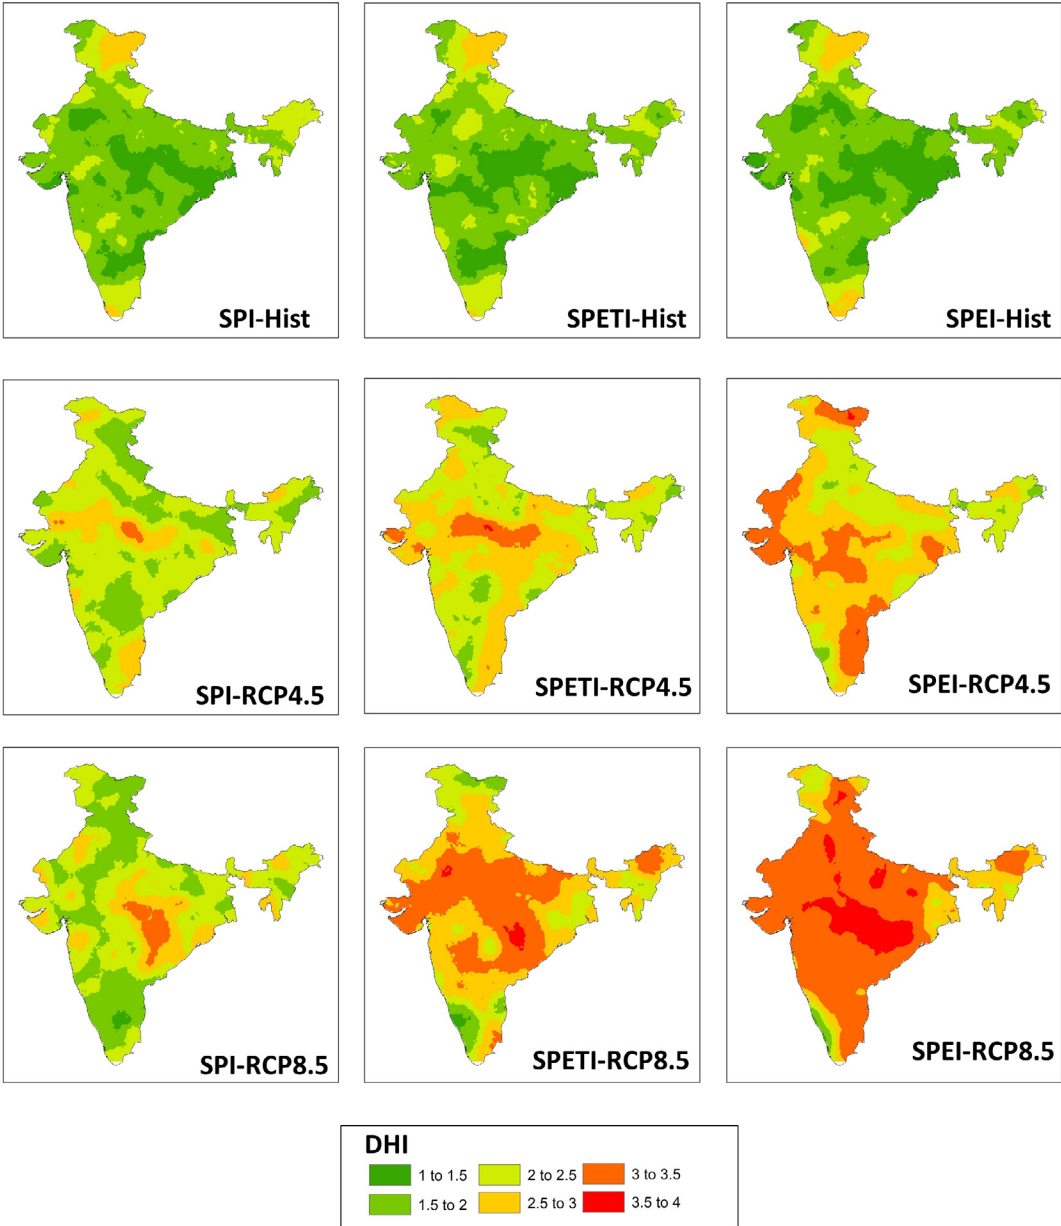 SPI-Hist
SPETI-Hist
SPEI-Hist
SPI-RCP4.5
SPETI-RCP4.5
SPEI-RCP4.5
SPI-RCP8.5
SPETI-RCP8.5
SPEI-RCP8.5
DHI
1 to 1.5
2 to 2.5
3 to 3.5
1.5 to 2
2.5 to 3
3.5 to 4